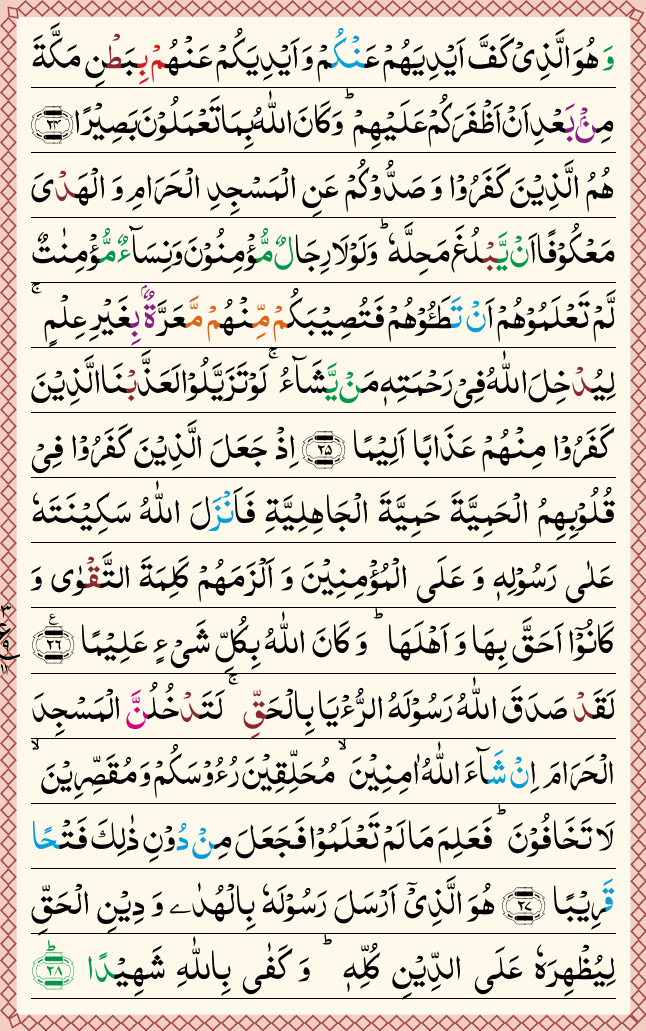 وَهُوَ الَّذِیْ كَفَّ اَیْدِیَهُمْ عَنْكُمْ وَ اَیْدِیَكُمْ عَنْهُمْ بِبَطْنِ مَكَّةَ
مِنْۢ بَعْدِ اَنْ اَظْفَرَكُمْ عَلَیْهِمْ ؕ وَ كَانَ اللّٰهُ بِمَا تَعْمَلُوْنَ بَصِیْرًا ﴿۲۴﴾
هُمُ الَّذِیْنَ كَفَرُوْا وَ صَدُّوْكُمْ عَنِ الْمَسْجِدِ الْحَرَامِ وَ الْهَدْیَ
مَعْكُوْفًا اَنْ یَّبْلُغَ مَحِلَّهٗ ؕ وَ لَوْ لَا رِجَالٌ مُّؤْمِنُوْنَ وَ نِسَآءٌ مُّؤْمِنٰتٌ
لَّمْ تَعْلَمُوْهُمْ اَنْ تَطَـُٔوْهُمْ فَتُصِیْبَكُمْ مِّنْهُمْ مَّعَرَّةٌۢ بِغَیْرِ عِلْمٍ ۚ
لِیُدْخِلَ اللّٰهُ فِیْ رَحْمَتِهٖ مَنْ یَّشَآءُ ۚ لَوْ تَزَیَّلُوْا لَعَذَّبْنَا الَّذِیْنَ
كَفَرُوْا مِنْهُمْ عَذَابًا اَلِیْمًا ﴿۲۵﴾ اِذْ جَعَلَ الَّذِیْنَ كَفَرُوْا فِیْ
قُلُوْبِهِمُ الْحَمِیَّةَ حَمِیَّةَ الْجَاهِلِیَّةِ فَاَنْزَلَ اللّٰهُ سَكِیْنَتَهٗ
عَلٰی رَسُوْلِهٖ وَ عَلَی الْمُؤْمِنِیْنَ وَ اَلْزَمَهُمْ كَلِمَةَ التَّقْوٰی وَ
كَانُوْۤا اَحَقَّ بِهَا وَ اَهْلَهَا ؕ وَ كَانَ اللّٰهُ بِكُلِّ شَیْءٍ عَلِیْمًا ﴿۲۶﴾ ع
لَقَدْ صَدَقَ اللّٰهُ رَسُوْلَهُ الرُّءْیَا بِالْحَقِّ ۚ لَتَدْخُلُنَّ الْمَسْجِدَ
الْحَرَامَ اِنْ شَآءَ اللّٰهُ اٰمِنِیْنَ ۙ مُحَلِّقِیْنَ رُءُوْسَكُمْ وَ مُقَصِّرِیْنَ ۙ
لَا تَخَافُوْنَ ؕ فَعَلِمَ مَا لَمْ تَعْلَمُوْا فَجَعَلَ مِنْ دُوْنِ ذٰلِكَ فَتْحًا
قَرِیْبًا ﴿۲۷﴾ هُوَ الَّذِیْۤ اَرْسَلَ رَسُوْلَهٗ بِالْهُدٰی وَ دِیْنِ الْحَقِّ
لِیُظْهِرَهٗ عَلَی الدِّیْنِ كُلِّهٖ ؕ وَ كَفٰی بِاللّٰهِ شَهِیْدًا ﴿۲۸﴾ؕ